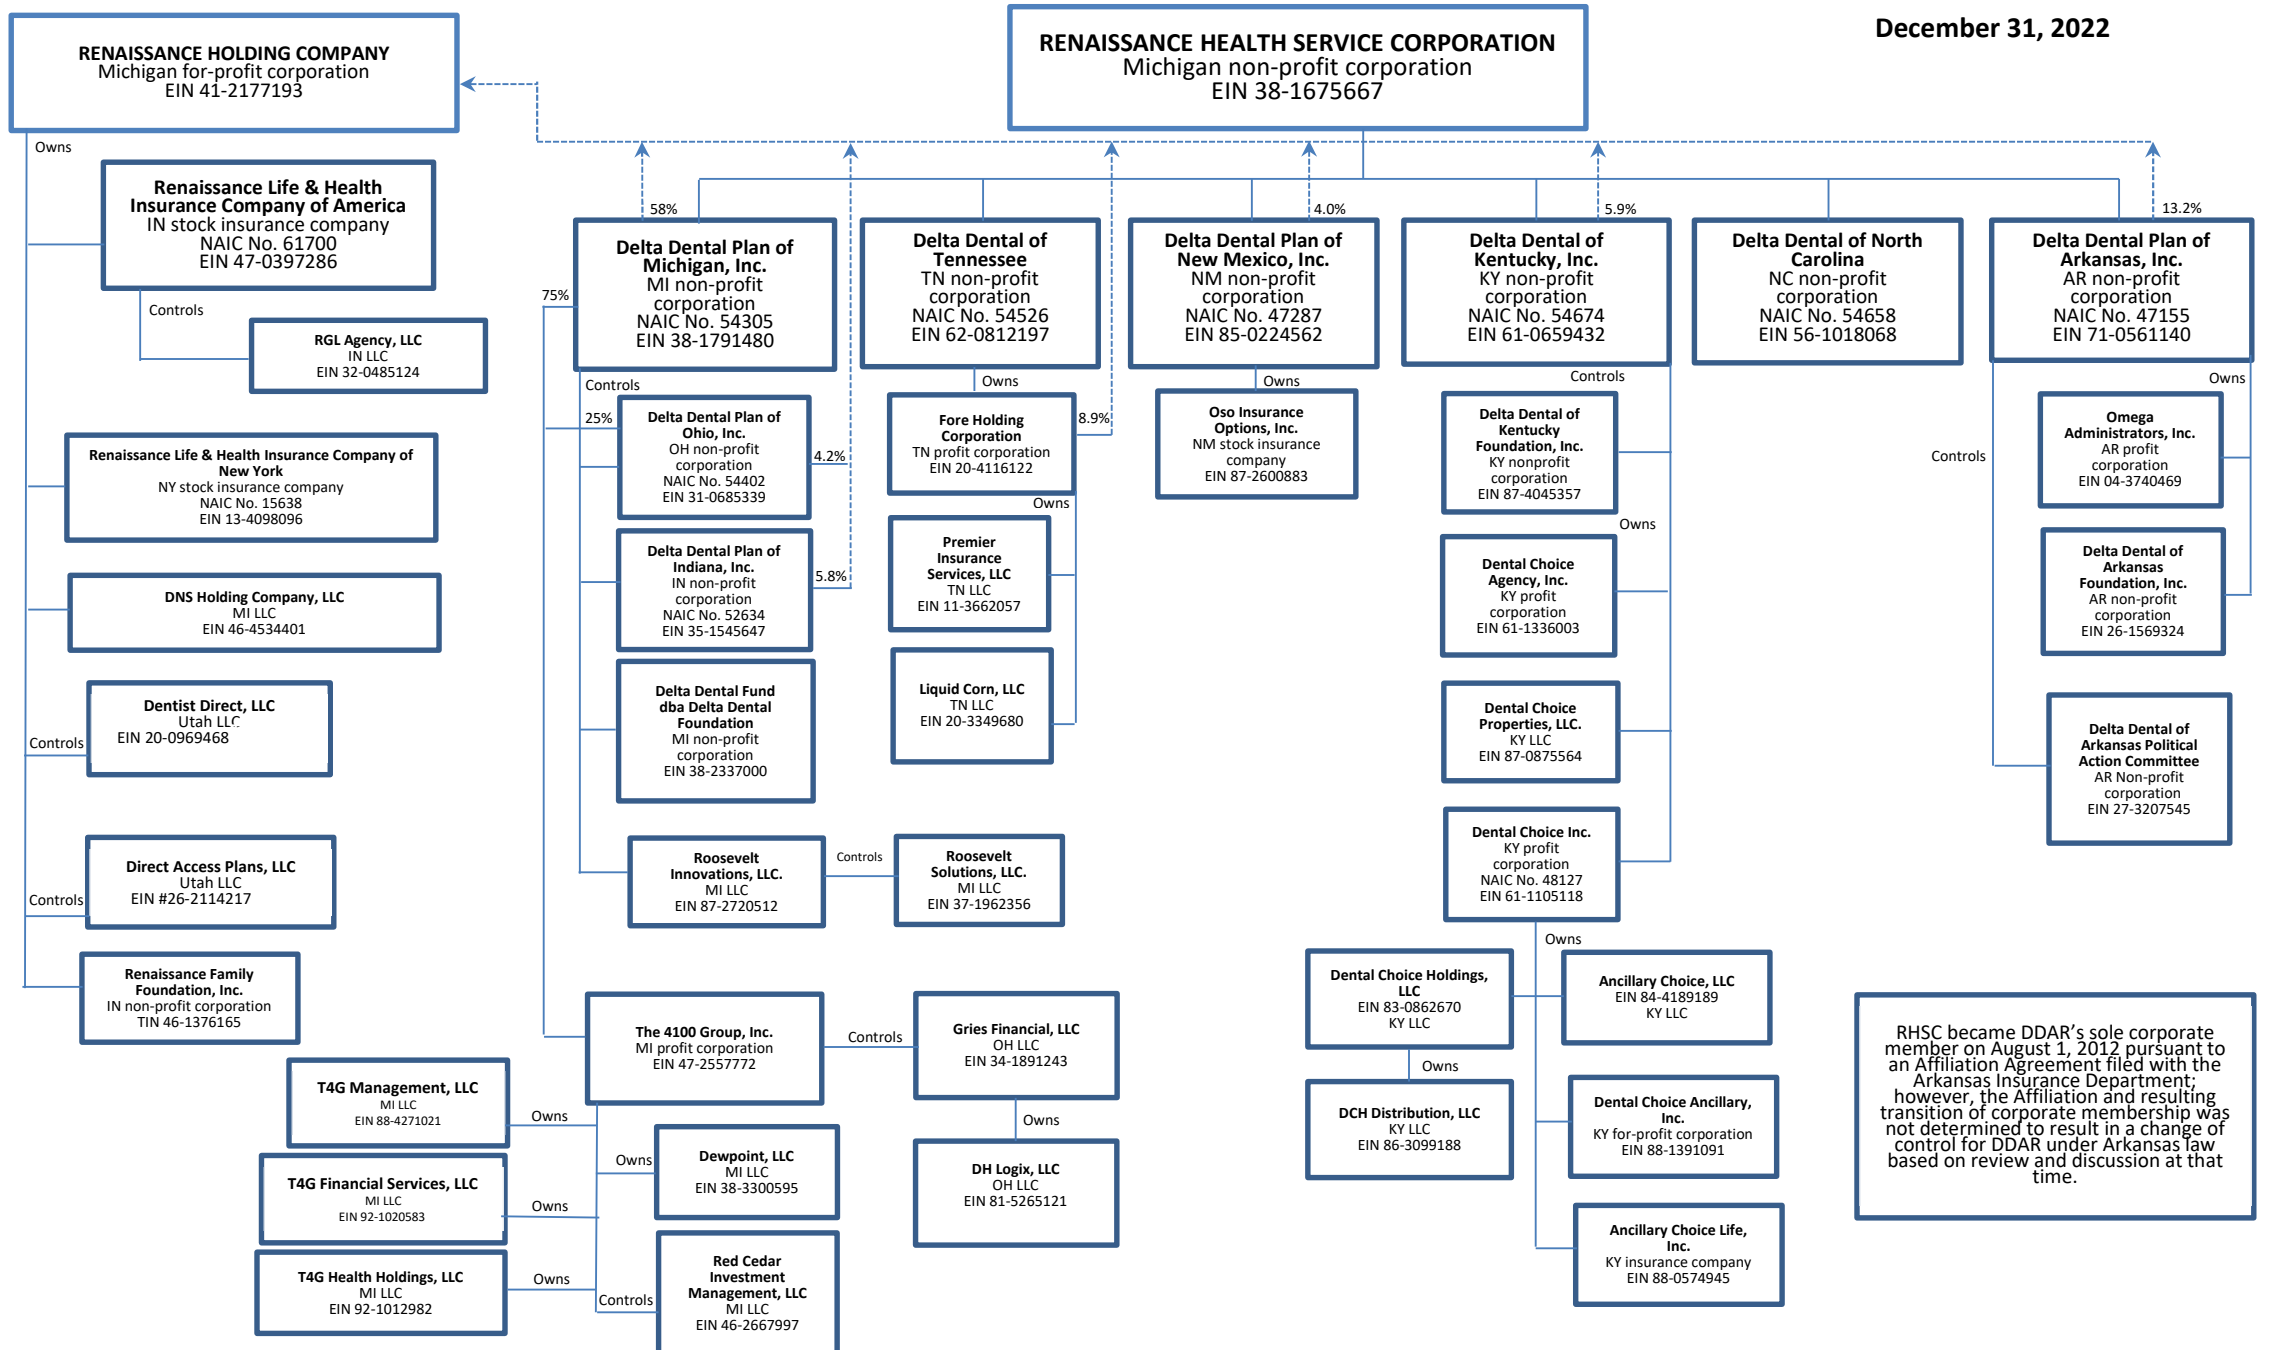 December 31, 2022
RENAISSANCE HOLDING COMPANY
Michigan for-profit corporation
EIN 41-2177193
RENAISSANCE HEALTH SERVICE CORPORATION
Michigan non-profit corporation
EIN 38-1675667
Owns
Renaissance Life & Health
Insurance Company of America
IN stock insurance company
NAIC No. 61700
EIN 47-0397286
Controls
RGL Agency, LLC
IN LLC
EIN 32-0485124
Renaissance Life & Health Insurance Company of
New York
NY stock insurance company
NAIC No. 15638
EIN 13-4098096
DNS Holding Company, LLC
MI LLC
EIN 46-4534401
Controls
Dentist Direct, LLC
Utah LLC
EIN 20-0969468
Controls
Direct Access Plans, LLC
Utah LLC
EIN #26-2114217
Renaissance Family
Foundation, Inc.
IN non-profit corporation
TIN 46-1376165
58%
Delta Dental Plan of
Michigan, Inc.
MI non-profit
corporation
NAIC No. 54305
EIN 38-1791480
75%
Controls
25%
Delta Dental Plan of
Ohio, Inc.
OH non-profit
corporation
NAIC No. 54402
EIN 31-0685339
4.2%
Delta Dental Plan of
Indiana, Inc.
IN non-profit
corporation
NAIC No. 52634
EIN 35-1545647
5.8%
Delta Dental Fund
dba Delta Dental
Foundation
MI non-profit
corporation
EIN 38-2337000
Roosevelt
Innovations, LLC.
MI LLC
EIN 87-2720512
Controls
Roosevelt
Solutions, LLC.
MI LLC
EIN 37-1962356
The 4100 Group, Inc.
MI profit corporation
EIN 47-2557772
Controls
Gries Financial, LLC
OH LLC
EIN 34-1891243
Owns
DH Logix, LLC
OH LLC
EIN 81-5265121
T4G Management, LLC
MI LLC
EIN 88-4271021
Owns
Owns
Dewpoint, LLC
MI LLC
EIN 38-3300595
T4G Financial Services, LLC
MI LLC
EIN 92-1020583
Owns
T4G Health Holdings, LLC
MI LLC
EIN 92-1012982
Owns
Controls
Red Cedar
Investment
Management, LLC
MI LLC
EIN 46-2667997
Delta Dental of
Tennessee
TN non-profit
corporation
NAIC No. 54526
EIN 62-0812197
Owns
Fore Holding
Corporation
TN profit corporation
EIN 20-4116122
8.9%
Owns
Premier
Insurance
Services, LLC
TN LLC
EIN 11-3662057
Liquid Corn, LLC
TN LLC
EIN 20-3349680
4.0%
Delta Dental Plan of
New Mexico, Inc.
NM non-profit
corporation
NAIC No. 47287
EIN 85-0224562
Owns
Oso Insurance
Options, Inc.
NM stock insurance
company
EIN 87-2600883
5.9%
Delta Dental of
Kentucky, Inc.
KY non-profit
corporation
NAIC No. 54674
EIN 61-0659432
Controls
Delta Dental of
Kentucky
Foundation, Inc.
KY nonprofit
corporation
EIN 87-4045357
Owns
Dental Choice
Agency, Inc.
KY profit
corporation
EIN 61-1336003
Dental Choice
Properties, LLC.
KY LLC
EIN 87-0875564
Dental Choice Inc.
KY profit
corporation
NAIC No. 48127
EIN 61-1105118
Owns
Dental Choice Holdings,
LLC
EIN 83-0862670
KY LLC
Ancillary Choice, LLC
EIN 84-4189189
KY LLC
Owns
DCH Distribution, LLC
KY LLC
EIN 86-3099188
Dental Choice Ancillary,
Inc.
KY for-profit corporation
EIN 88-1391091
Ancillary Choice Life,
Inc.
KY insurance company
EIN 88-0574945
Delta Dental of North
Carolina
NC non-profit
corporation
NAIC No. 54658
EIN 56-1018068
13.2%
Delta Dental Plan of
Arkansas, Inc.
AR non-profit
corporation
NAIC No. 47155
EIN 71-0561140
Owns
Controls
Omega
Administrators, Inc.
AR profit
corporation
EIN 04-3740469
Delta Dental of
Arkansas
Foundation, Inc.
AR non-profit
corporation
EIN 26-1569324
Delta Dental of
Arkansas Political
Action Committee
AR Non-profit
corporation
EIN 27-3207545
RHSC became DDAR's sole corporate
member on August 1, 2012 pursuant to
an Affiliation Agreement filed with the
Arkansas Insurance Department;
however, the Affiliation and resulting
transition of corporate membership was
not determined to result in a change of
control for DDAR under Arkansas law
based on review and discussion at that
time.